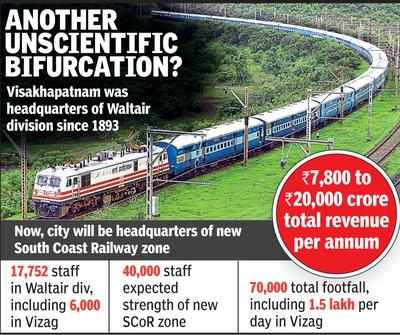 ANOTHER
UNSCIENTIFIC
BIFURCATION?
Visakhapatnam was
headquarters of Waltair
division since 1893
₹7,800 to
₹20,000 crore
total revenue
per annum
Now, city will be headquarters of new
South Coast Railway zone
17,752 staff
in Waltair div,
including 6,000
in Vizag
40,000 staff
expected
strength of new
SCoR zone
70,000 total footfall,
including 1.5 lakh per
day in Vizag